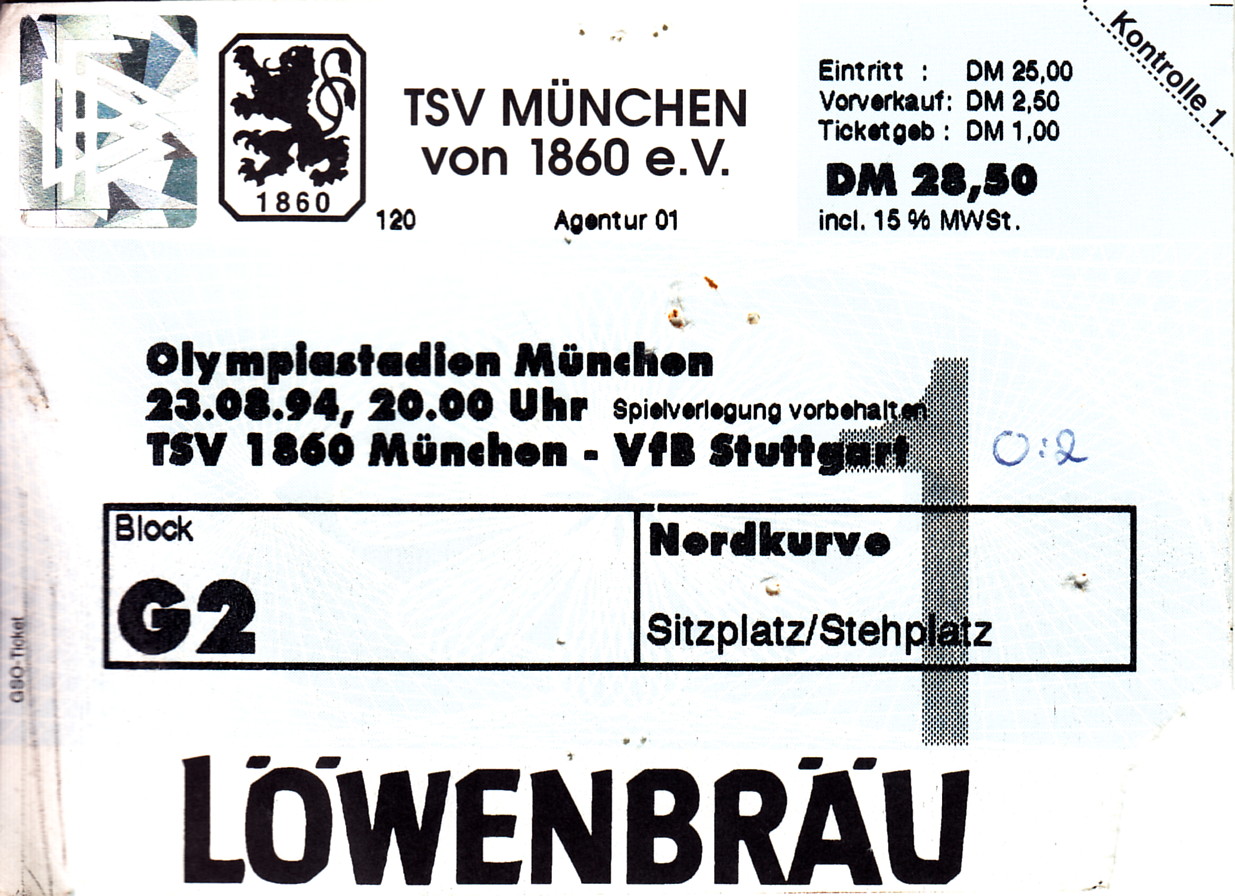 Kontrolle 1
TSV MÜNCHEN
von 1860 e.V.
1860
120
Agentur 01
Eintritt : DM 25,00
Vorverkauf: DM 2,50
Ticketgeb : DM 1,00
DM 28,50
incl. 15 % MWSt.
Olympiastadion München
23.08.94, 20.00 Uhr Spielverlegung vorbehalten
TSV 1860 München - VfB Stuttgart
0:2
1
Block
G2
Nordkurve
Sitzplatz/Stehplatz
GSO-Ticket
LÖWENBRÄU